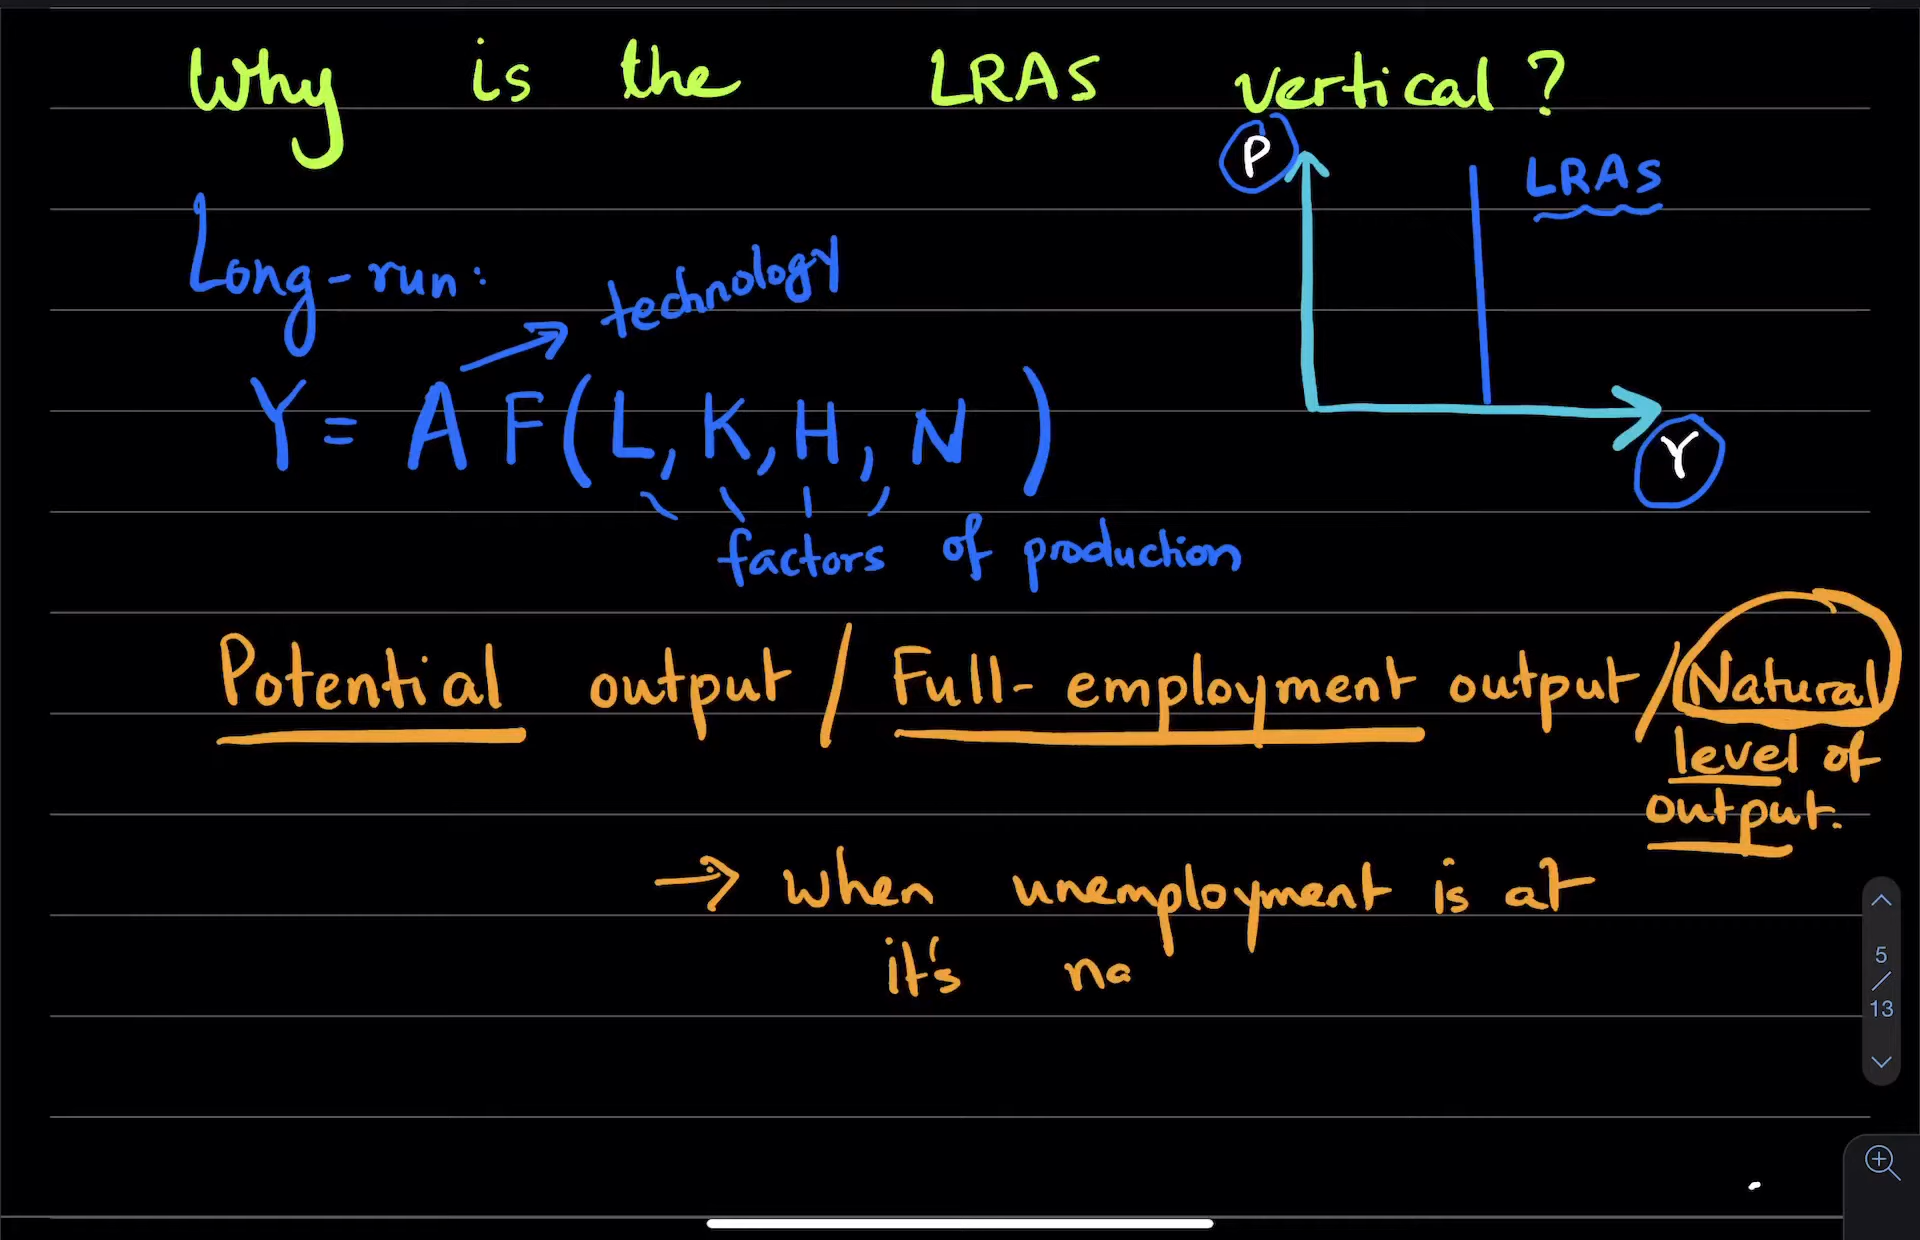 Why is the LRAS vertical?
P
LRAS
Long-run:
technology
Y = A F(L, K, H, N)
Y
factors of production
Potential output / Full-employment output / Natural
level of
output.
→ when unemployment is at
it's na
5
/
13